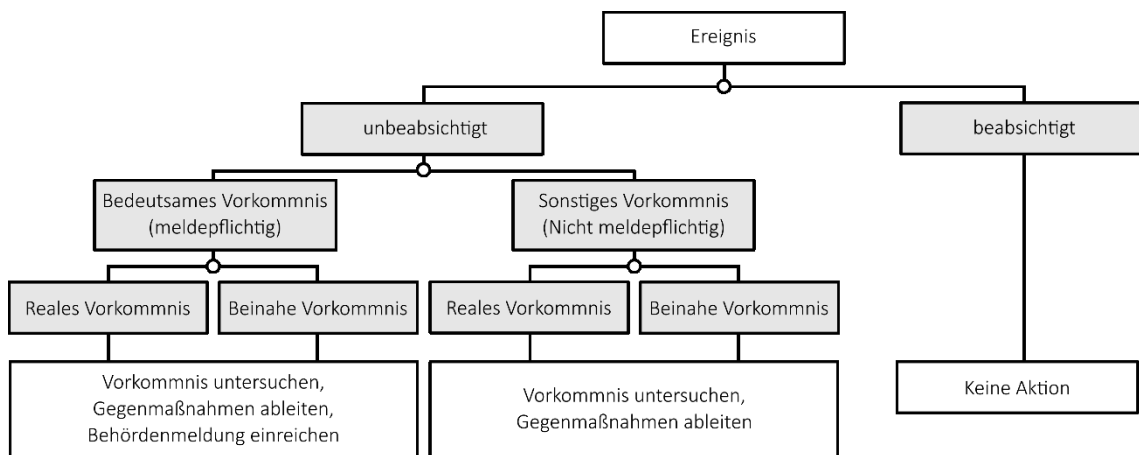 Ereignis
unbeabsichtigt
beabsichtigt
Bedeutsames Vorkommnis
(meldepflichtig)
Sonstiges Vorkommnis
(Nicht meldepflichtig)
Reales Vorkommnis
Beinahe Vorkommnis
Reales Vorkommnis
Beinahe Vorkommnis
Vorkommnis untersuchen,
Gegenmaßnahmen ableiten,
Behördenmeldung einreichen
Vorkommnis untersuchen,
Gegenmaßnahmen ableiten
Keine Aktion